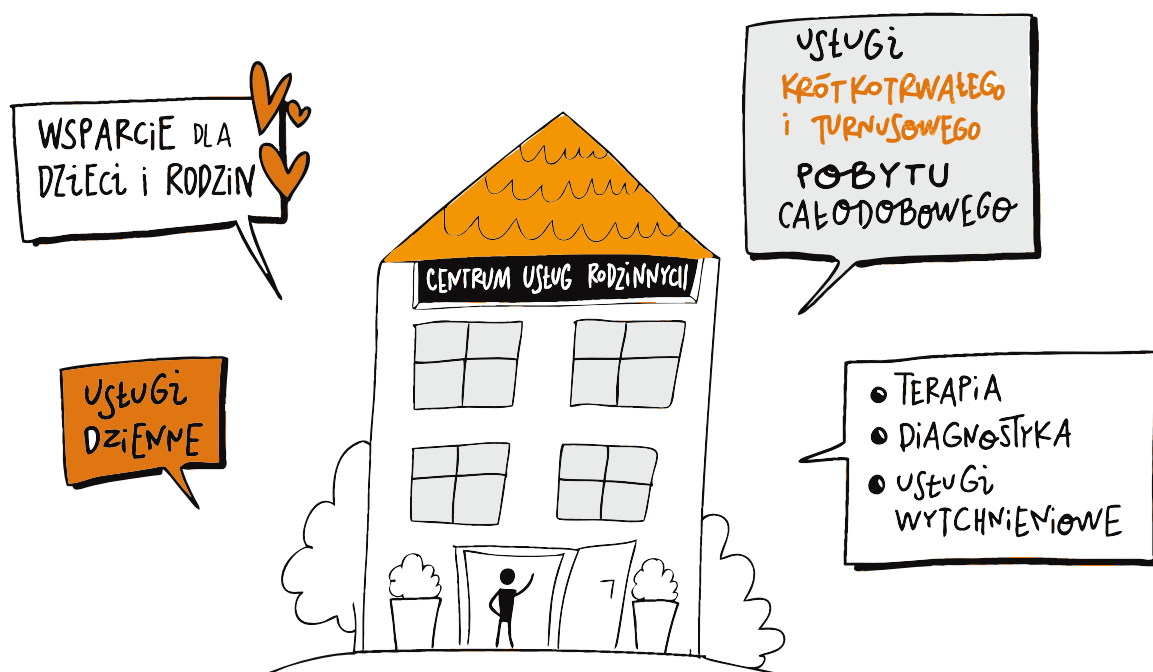 WSPARCIE DLA
DZIECI i RODZIN
USŁUGI
KRÓTKOTRWAŁEGO
i TURNUSOWEGO
POBYTU
CAŁODOBOWEGO
CENTRUM USŁUG RODZINNYCH
USŁUGI
DZIENNE
• TERAPIA
• DIAGNOSTYKA
• USŁUGI
WYTCHNIENIOWE